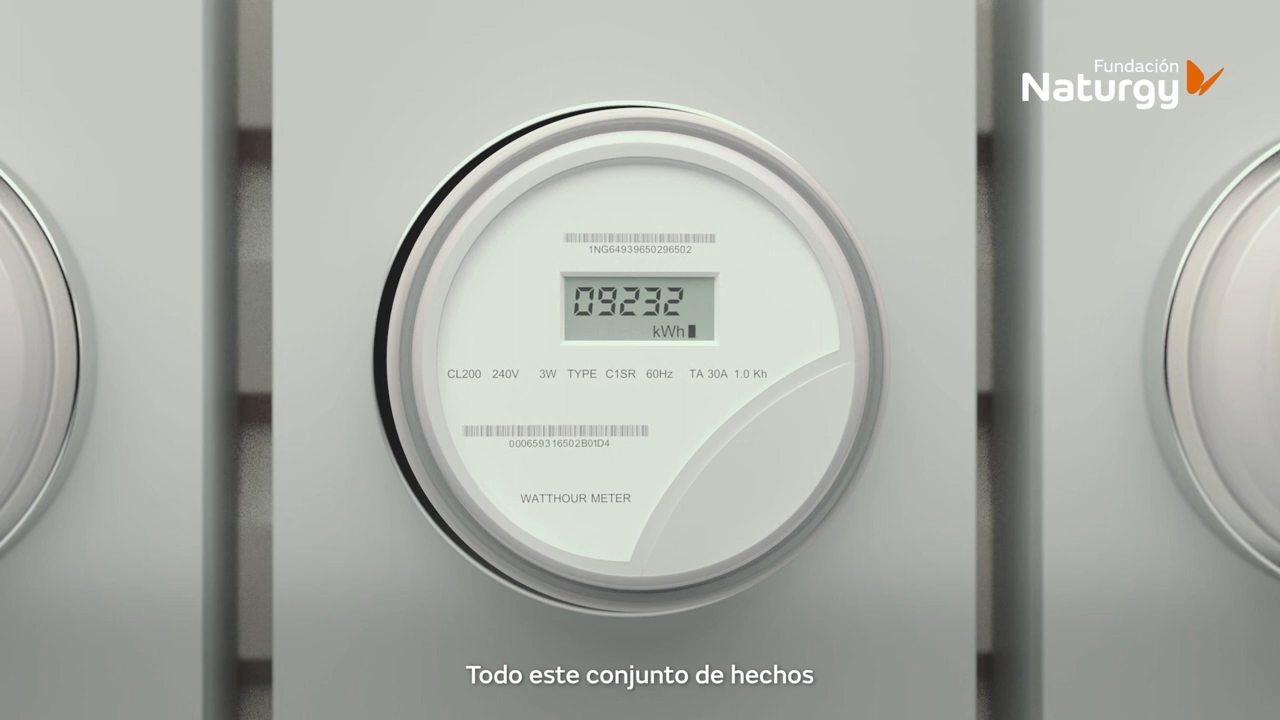 Fundación
Naturgy
1NG64939650296502
09232
kWh
CL200 240V 3W TYPE C1SR 60Hz TA 30A 1.0 Kh
000659316502B01D4
WATTHOUR METER
Todo este conjunto de hechos